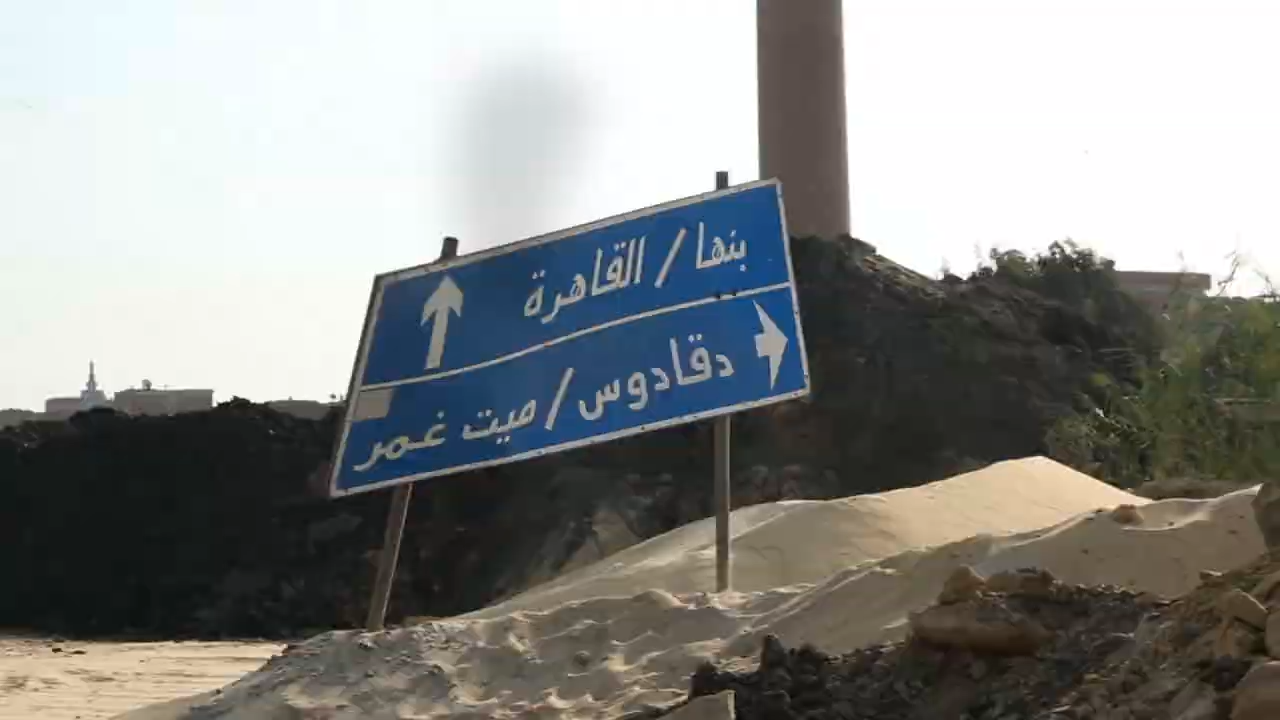 بنها / القاهرة
دقادوس / ميت غمر